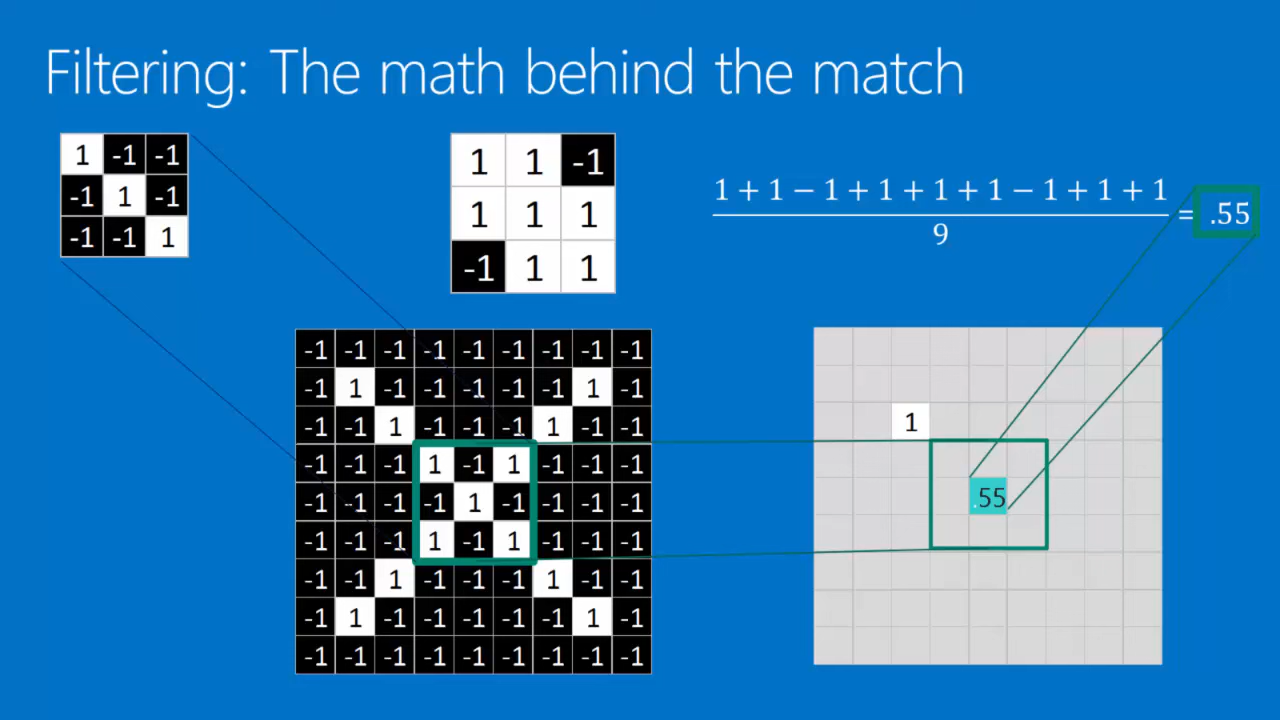 Filtering: The math behind the match
1 -1 -1
-1 1 -1
-1 -1 1
1 1 -1
1 1 1
-1 1 1
1 + 1 − 1 + 1 + 1 + 1 − 1 + 1 + 1
9
= .55
-1 -1 -1 -1 -1 -1 -1 -1 -1
-1 1 -1 -1 -1 -1 -1 1 -1
-1 -1 1 -1 -1 -1 1 -1 -1
-1 -1 -1 1 -1 1 -1 -1 -1
-1 -1 -1 -1 1 -1 -1 -1 -1
-1 -1 -1 1 -1 1 -1 -1 -1
-1 -1 1 -1 -1 -1 1 -1 -1
-1 1 -1 -1 -1 -1 -1 1 -1
-1 -1 -1 -1 -1 -1 -1 -1 -1
1
.55